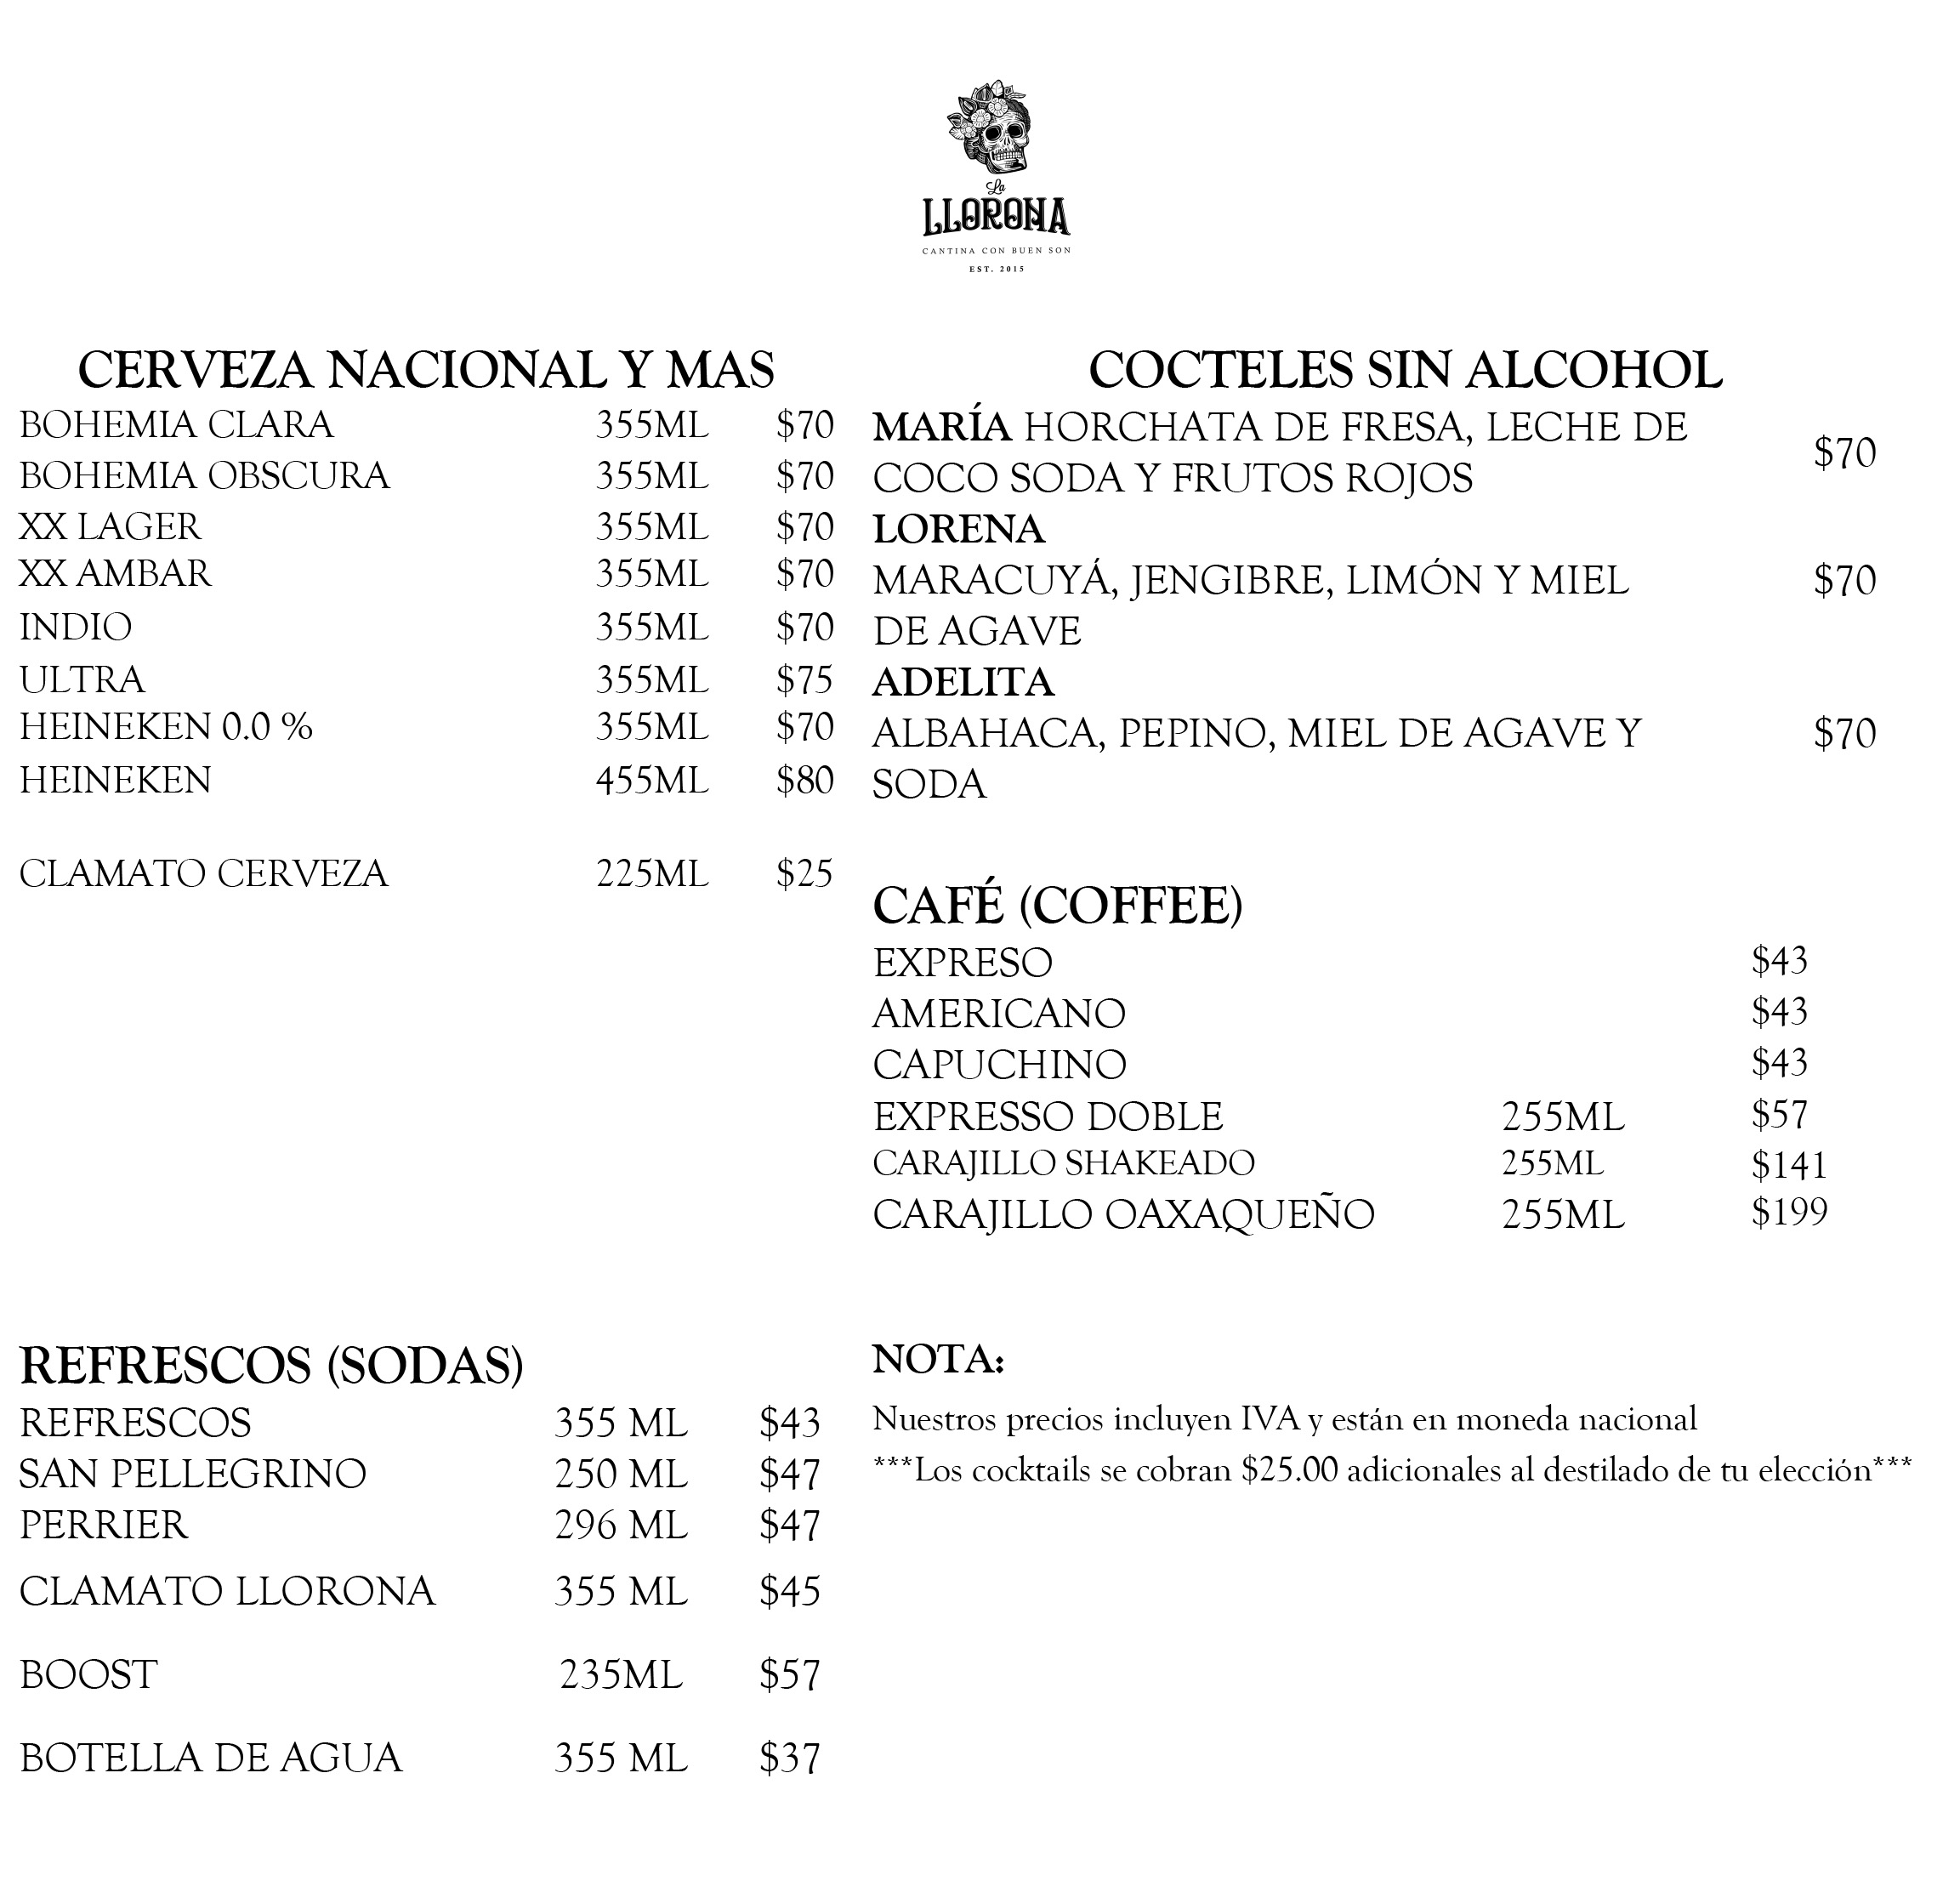 La
LLORONA
CANTINA CON BUEN SON
EST. 2015
CERVEZA NACIONAL Y MAS
BOHEMIA CLARA 355ML $70
BOHEMIA OBSCURA 355ML $70
XX LAGER 355ML $70
XX AMBAR 355ML $70
INDIO 355ML $70
ULTRA 355ML $75
HEINEKEN 0.0 % 355ML $70
HEINEKEN 455ML $80
CLAMATO CERVEZA 225ML $25
COCTELES SIN ALCOHOL
MARÍA HORCHATA DE FRESA, LECHE DE
COCO SODA Y FRUTOS ROJOS $70
LORENA
MARACUYÁ, JENGIBRE, LIMÓN Y MIEL $70
DE AGAVE
ADELITA
ALBAHACA, PEPINO, MIEL DE AGAVE Y $70
SODA
CAFÉ (COFFEE)
EXPRESO $43
AMERICANO $43
CAPUCHINO $43
EXPRESSO DOBLE 255ML $57
CARAJILLO SHAKEADO 255ML $141
CARAJILLO OAXAQUEÑO 255ML $199
REFRESCOS (SODAS)
REFRESCOS 355 ML $43
SAN PELLEGRINO 250 ML $47
PERRIER 296 ML $47
CLAMATO LLORONA 355 ML $45
BOOST 235ML $57
BOTELLA DE AGUA 355 ML $37
NOTA:
Nuestros precios incluyen IVA y están en moneda nacional
***Los cocktails se cobran $25.00 adicionales al destilado de tu elección***